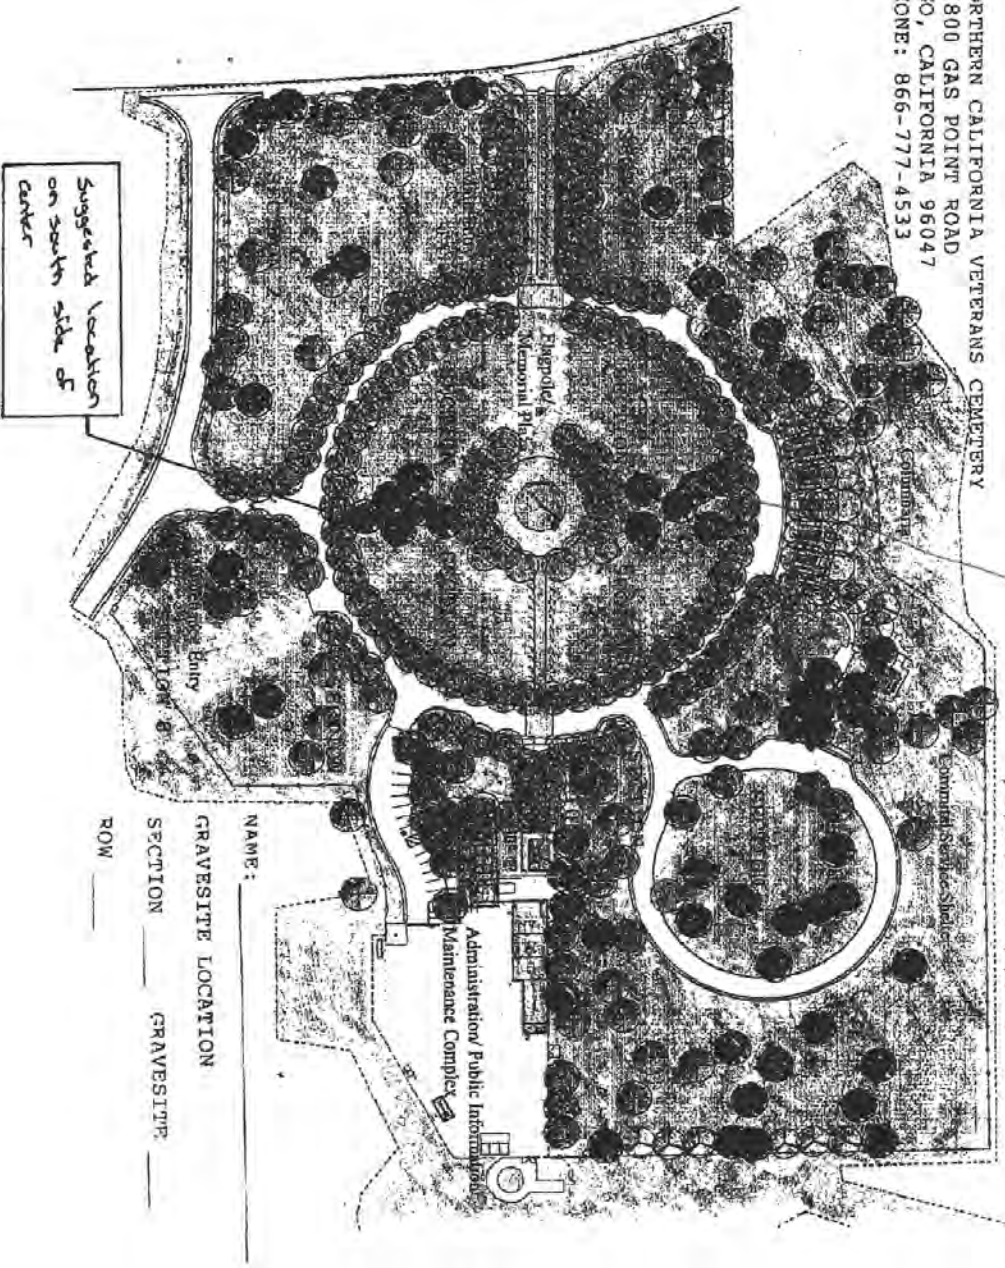 ORTHERN CALIFORNIA VETERANS CEMETERY
800 GAS POINT ROAD
O, CALIFORNIA 96047
ONE: 866-777-4533
Committal Service Shelter
Flagpole/
Memorial
Entry
Administration/ Public Information/
Maintenance Complex
Suggested location
on south side of
center
NAME:
GRAVESITE LOCATION
SECTION GRAVESITE
ROW